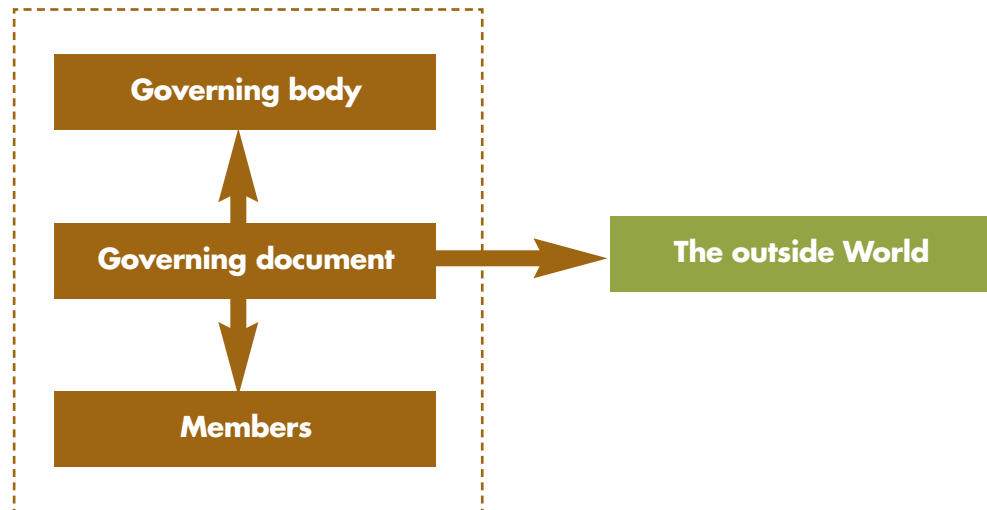 Governing body
Governing document
The outside World
Members